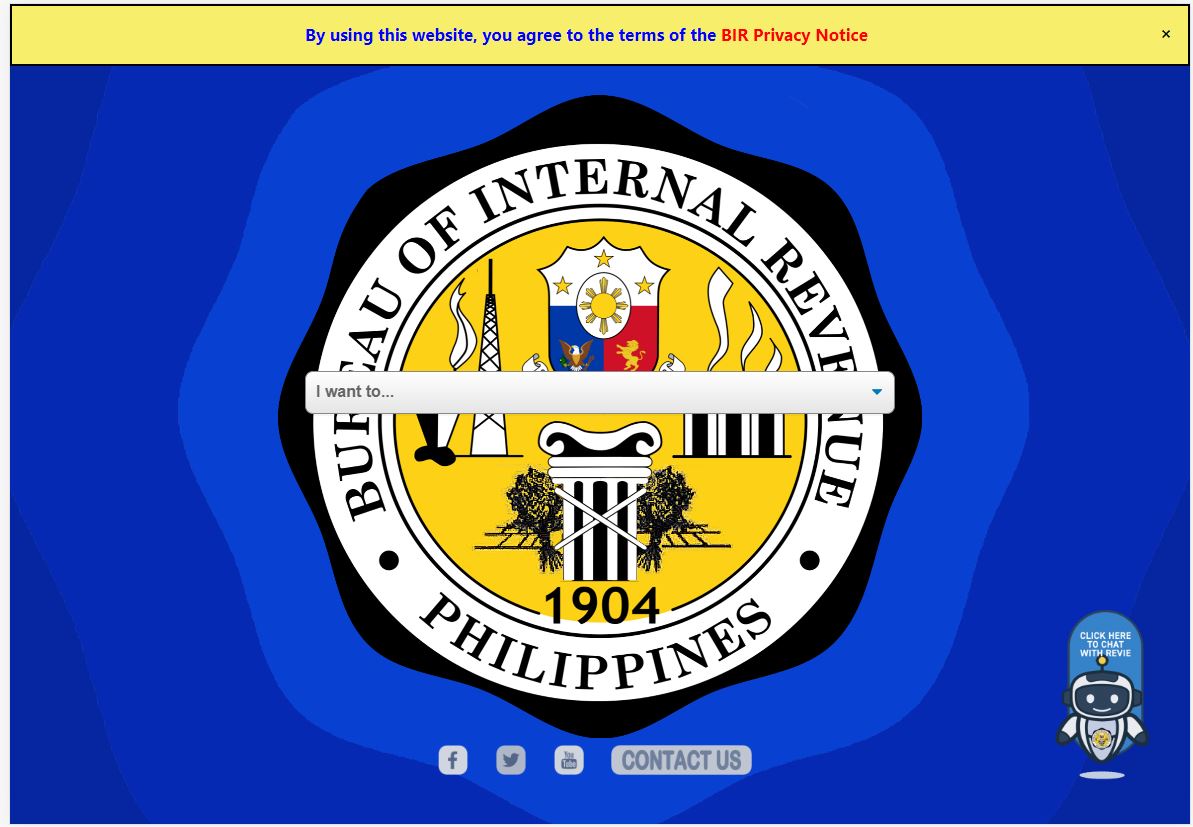 By using this website, you agree to the terms of the BIR Privacy Notice
×
BUREAU OF INTERNAL REVENUE
I want to...
1904
PHILIPPINES
CLICK HERE
TO CHAT
WITH REVIE
f
You
Tube
CONTACT US